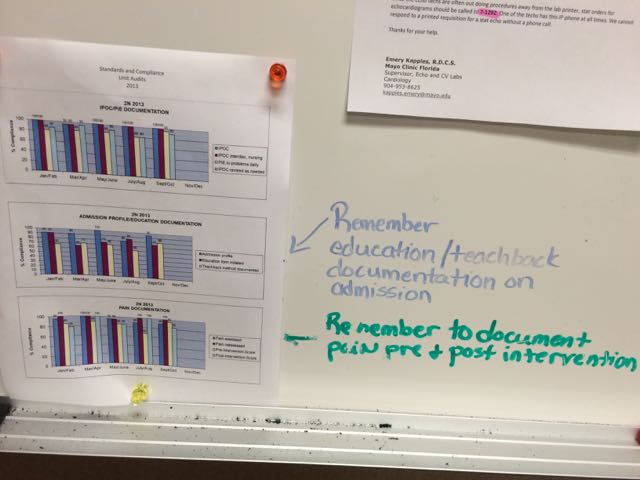 Standards and Compliance
Unit Audits
2013
2N 2013
IPOC/PIE DOCUMENTATION
% Compliance
IPOC
IPOC interdisc, nursing
PIE to problems daily
IPOC revised as needed
Jan/Feb Mar/Apr May/June July/Aug Sept/Oct Nov/Dec
2N 2013
ADMISSION PROFILE/EDUCATION DOCUMENTATION
% Compliance
Admission profile
Education form initiated
Teachback method documented
Jan/Feb Mar/Apr May/June July/Aug Sept/Oct Nov/Dec
2N 2013
PAIN DOCUMENTATION
% Compliance
Pain assessed
Pain reassessed
Pre-intervention score
Post-intervention score
Jan/Feb Mar/Apr May/June July/Aug Sept/Oct Nov/Dec
the echo techs are often out doing procedures away from the lab printer, stat orders for
echocardiograms should be called to 7-1292. One of the techs has this IP phone at all times. We cannot
respond to a printed requisition for a stat echo without a phone call.
Thanks for your help.
Emery Kapples, R.D.C.S.
Mayo Clinic Florida
Supervisor, Echo and CV Labs
Cardiology
904-953-8625
kapples.emery@mayo.edu
Remember
education/teachback
documentation on
admission
Remember to document
pain pre + post intervention